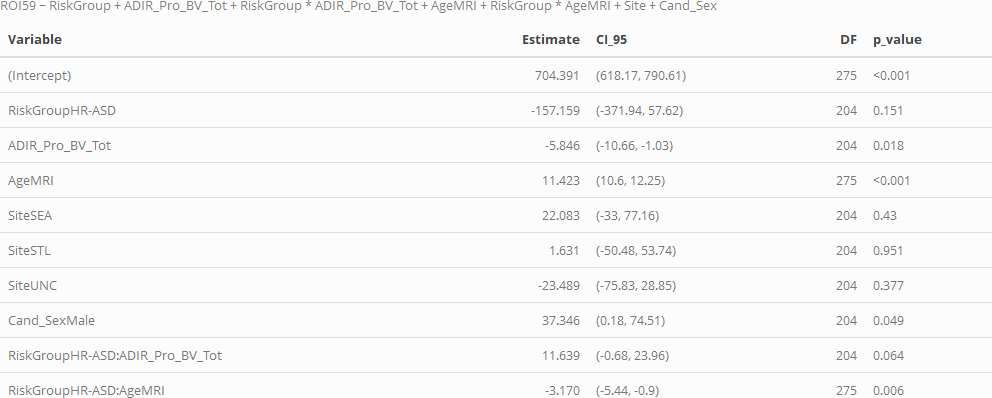 ROI59 ~ RiskGroup + ADIR_Pro_BV_Tot + RiskGroup * ADIR_Pro_BV_Tot + AgeMRI + RiskGroup * AgeMRI + Site + Cand_Sex
Variable Estimate CI_95 DF p_value
(Intercept) 704.391 (618.17, 790.61) 275 <0.001
RiskGroupHR-ASD -157.159 (-371.94, 57.62) 204 0.151
ADIR_Pro_BV_Tot -5.846 (-10.66, -1.03) 204 0.018
AgeMRI 11.423 (10.6, 12.25) 275 <0.001
SiteSEA 22.083 (-33, 77.16) 204 0.43
SiteSTL 1.631 (-50.48, 53.74) 204 0.951
SiteUNC -23.489 (-75.83, 28.85) 204 0.377
Cand_SexMale 37.346 (0.18, 74.51) 204 0.049
RiskGroupHR-ASD:ADIR_Pro_BV_Tot 11.639 (-0.68, 23.96) 204 0.064
RiskGroupHR-ASD:AgeMRI -3.170 (-5.44, -0.9) 275 0.006